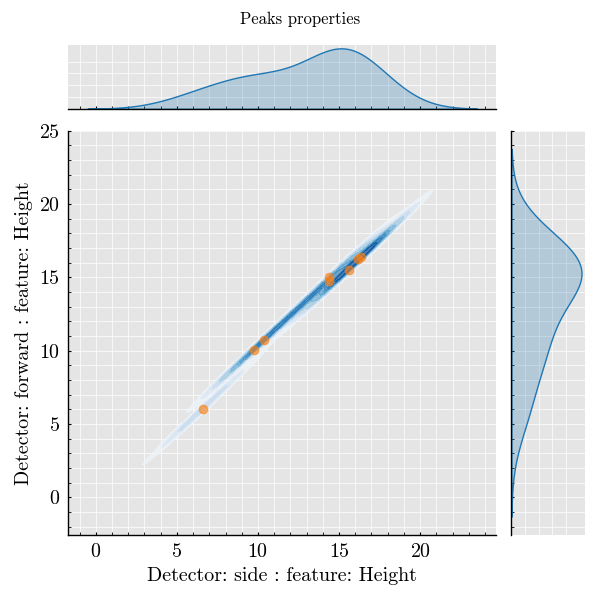 Peaks properties
25
20
15
10
5
0
Detector: forward : feature: Height
0 5 10 15 20
Detector: side : feature: Height